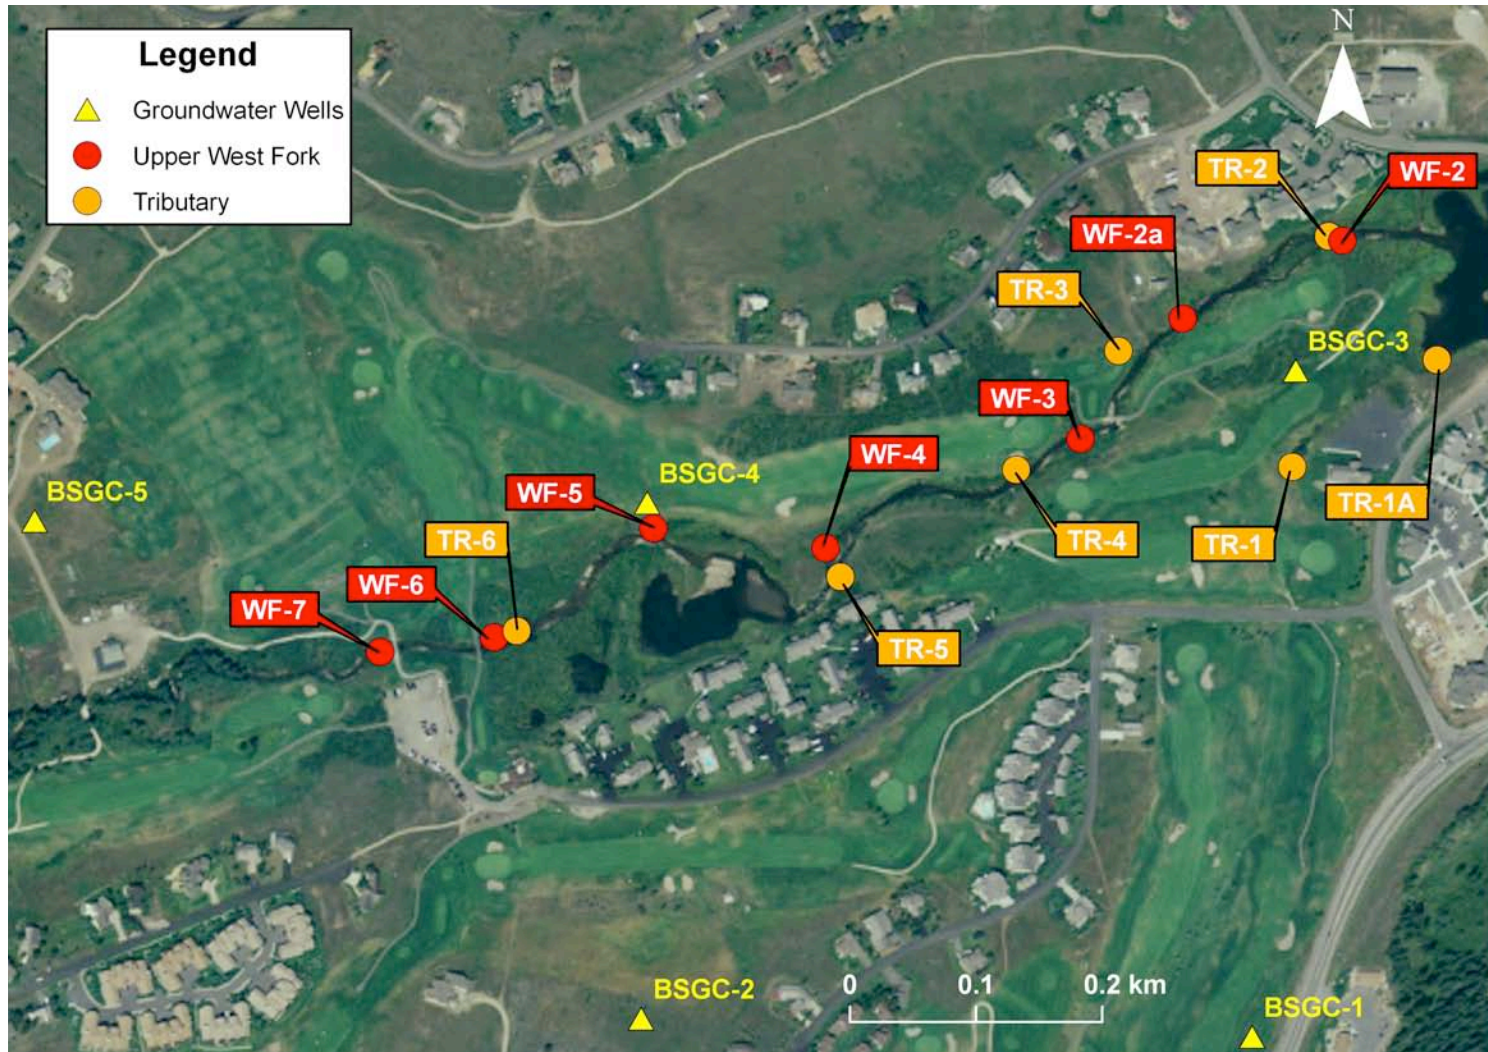 Legend
Groundwater Wells
Upper West Fork
Tributary
N
TR-2
WF-2
WF-2a
TR-3
BSGC-3
WF-3
WF-4
BSGC-4
WF-5
BSGC-5
TR-1A
TR-6
TR-4
TR-1
WF-6
WF-7
TR-5
0 0.1 0.2 km
BSGC-2
BSGC-1